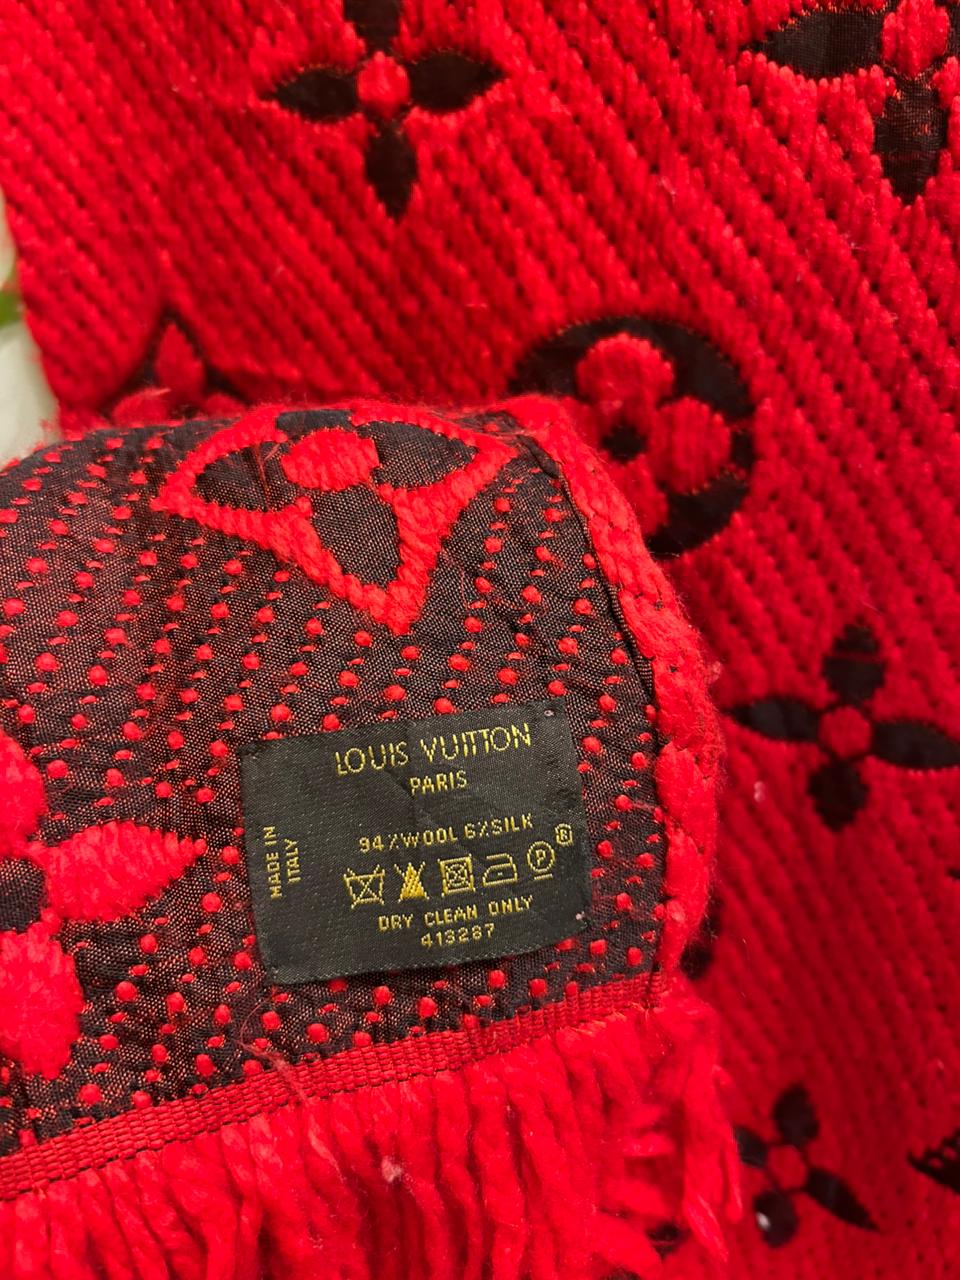 LOUIS VUITTON
PARIS
94%WOOL 6%SILK
MADE IN
ITALY
P
®
DRY CLEAN ONLY
413287